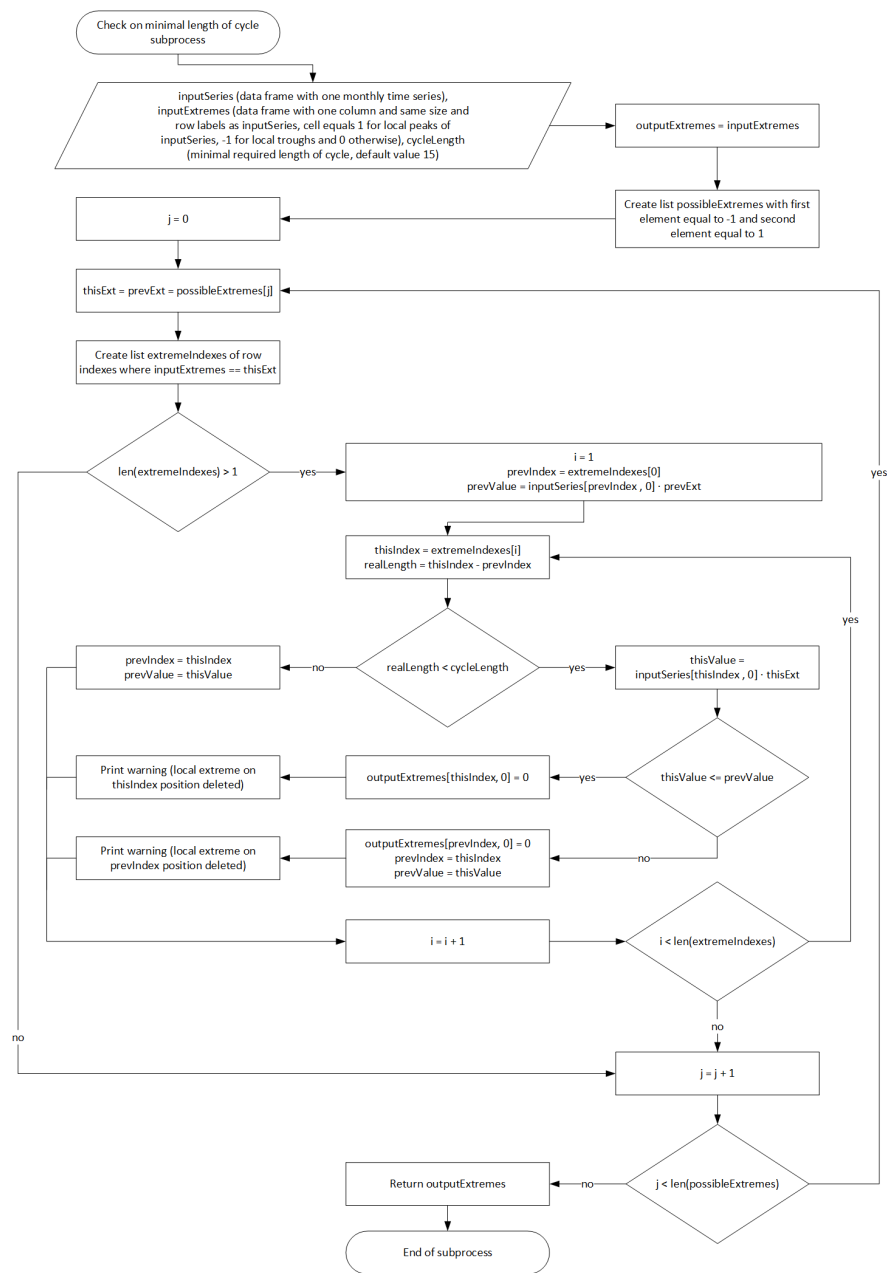 Check on minimal length of cycle
subprocess
inputSeries (data frame with one monthly time series),
inputExtremes (data frame with one column and same size and
row labels as inputSeries, cell equals 1 for local peaks of
inputSeries, -1 for local troughs and 0 otherwise), cycleLength
(minimal required length of cycle, default value 15)
outputExtremes = inputExtremes
Create list possibleExtremes with first
element equal to -1 and second
element equal to 1
j = 0
thisExt = prevExt = possibleExtremes[j]
Create list extremeIndexes of row
indexes where inputExtremes == thisExt
len(extremeIndexes) > 1
yes
i = 1
prevIndex = extremeIndexes[0]
prevValue = inputSeries[prevIndex , 0] · prevExt
yes
thisIndex = extremeIndexes[i]
realLength = thisIndex - prevIndex
yes
prevIndex = thisIndex
prevValue = thisValue
no
realLength < cycleLength
yes
thisValue =
inputSeries[thisIndex , 0] · thisExt
Print warning (local extreme on
thisIndex position deleted)
outputExtremes[thisIndex, 0] = 0
yes
thisValue <= prevValue
Print warning (local extreme on
prevIndex position deleted)
outputExtremes[prevIndex, 0] = 0
prevIndex = thisIndex
prevValue = thisValue
no
i = i + 1
i < len(extremeIndexes)
no
no
j = j + 1
Return outputExtremes
no
j < len(possibleExtremes)
End of subprocess